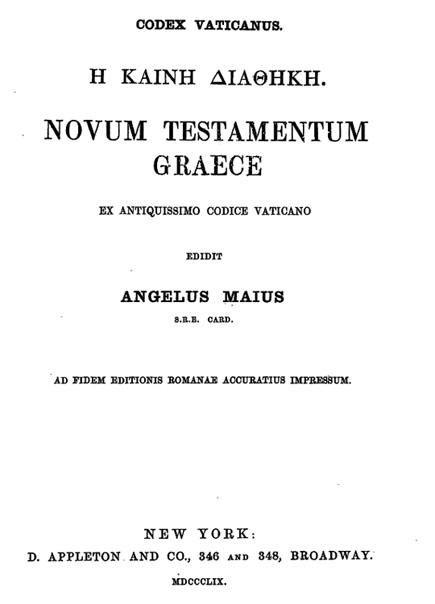 CODEX VATICANUS.
Η ΚΑΙΝΗ ΔΙΑΘΗΚΗ.
NOVUM TESTAMENTUM
GRAECE
EX ANTIQUISSIMO CODICE VATICANO
EDIDIT
ANGELUS MAIUS
S.R.E. CARD.
AD FIDEM EDITIONIS ROMANAE ACCURATIUS IMPRESSUM.
NEW YORK:
D. APPLETON AND CO., 346 AND 348, BROADWAY.
MDCCCLIX.